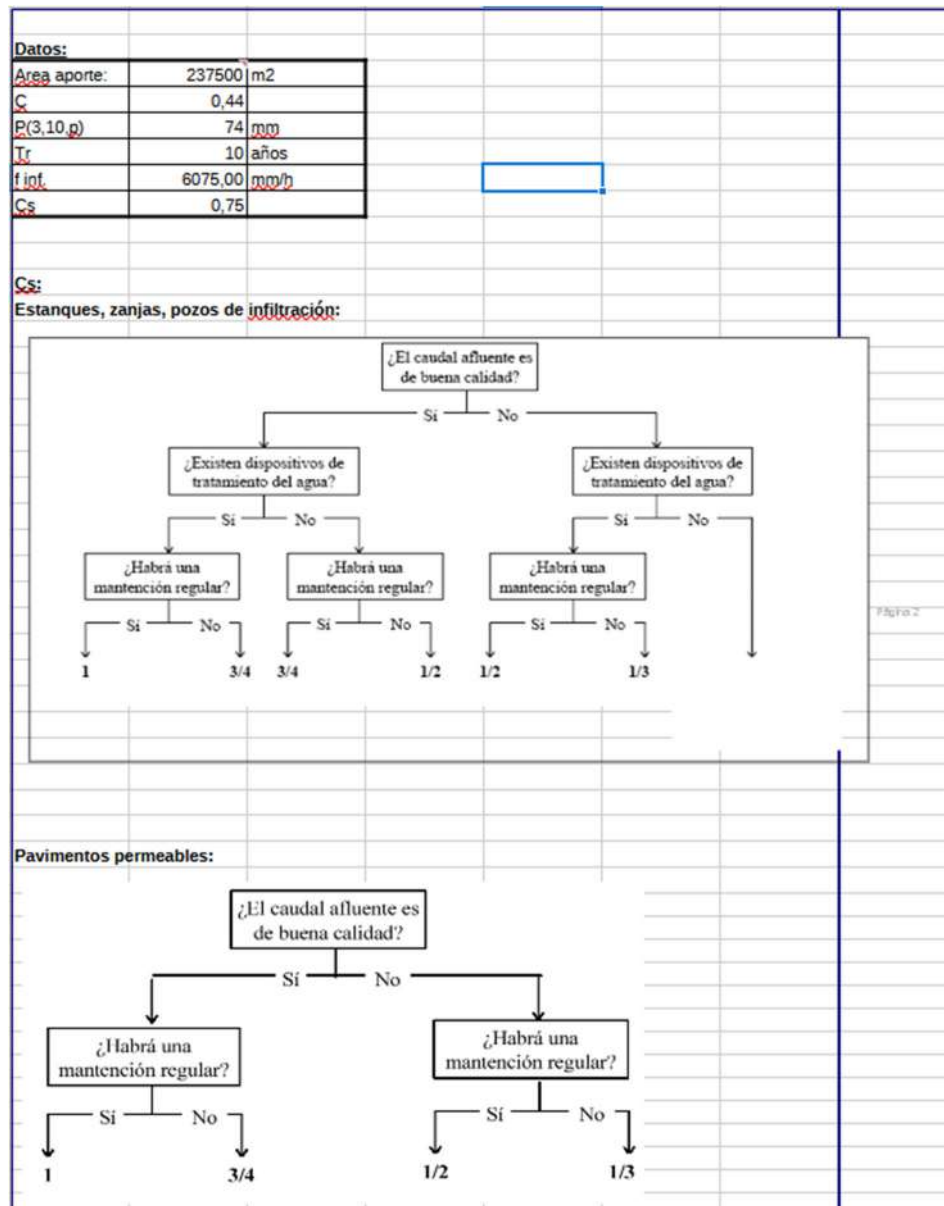 Datos:
Area aporte: 237500 m2
C 0,44
P(3,10,p) 74 mm
Tr 10 años
f inf. 6075,00 mm/h
Cs 0,75
Cs:
Estanques, zanjas, pozos de infiltración:
¿El caudal afluente es
de buena calidad?
Sí No
¿Existen dispositivos de
tratamiento del agua?
¿Existen dispositivos de
tratamiento del agua?
Sí No Sí No
¿Habrá una
mantención regular?
¿Habrá una
mantención regular?
¿Habrá una
mantención regular?
Página 2
Sí No Sí No Sí No
1 3/4 3/4 1/2 1/2 1/3
Pavimentos permeables:
¿El caudal afluente es
de buena calidad?
Sí No
¿Habrá una
mantención regular?
¿Habrá una
mantención regular?
Sí No Sí No
1 3/4 1/2 1/3